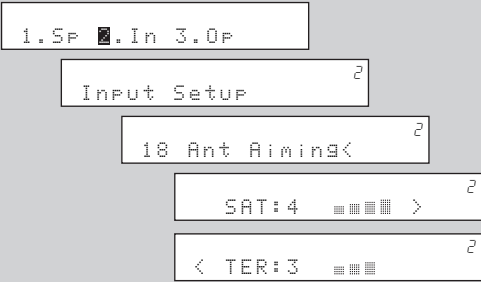 1.Sp 2.In 3.Op
2
Input Setup
2
18 Ant Aiming<
2
SAT:4 >
2
< TER:3